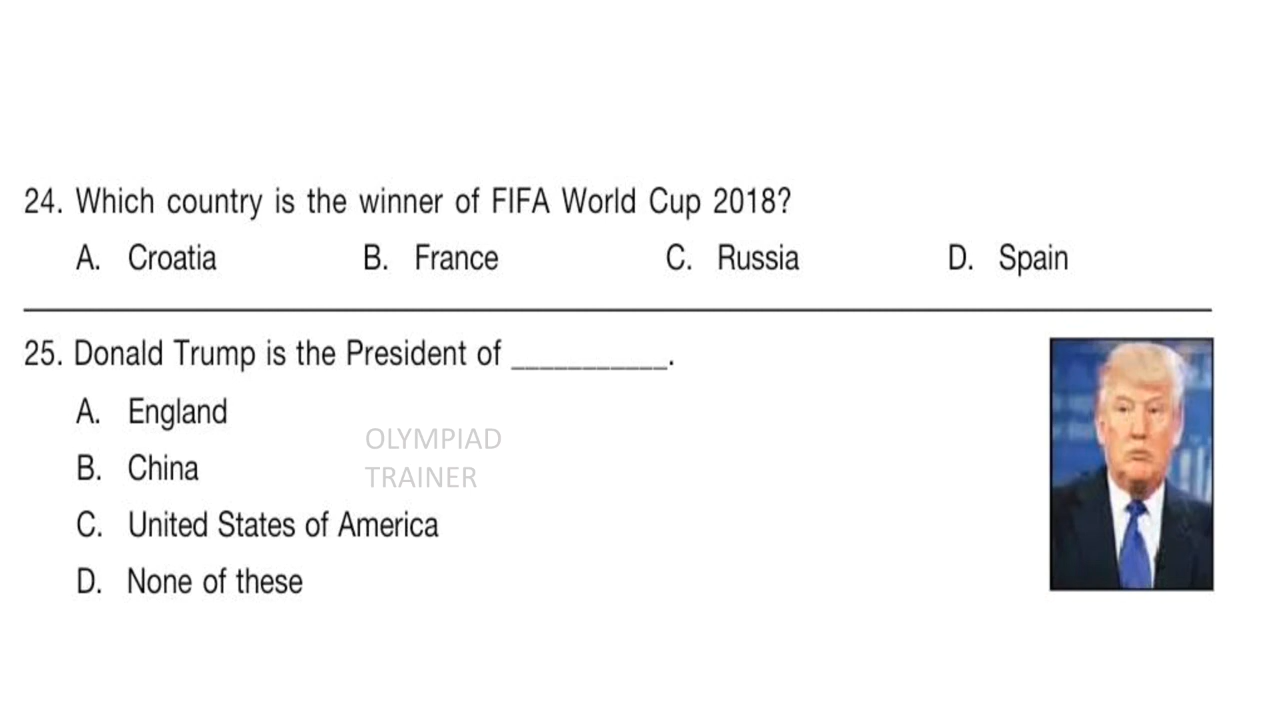 24. Which country is the winner of FIFA World Cup 2018?
A. Croatia B. France C. Russia D. Spain
25. Donald Trump is the President of ___________.
A. England
B. China
C. United States of America
D. None of these
OLYMPIAD
TRAINER